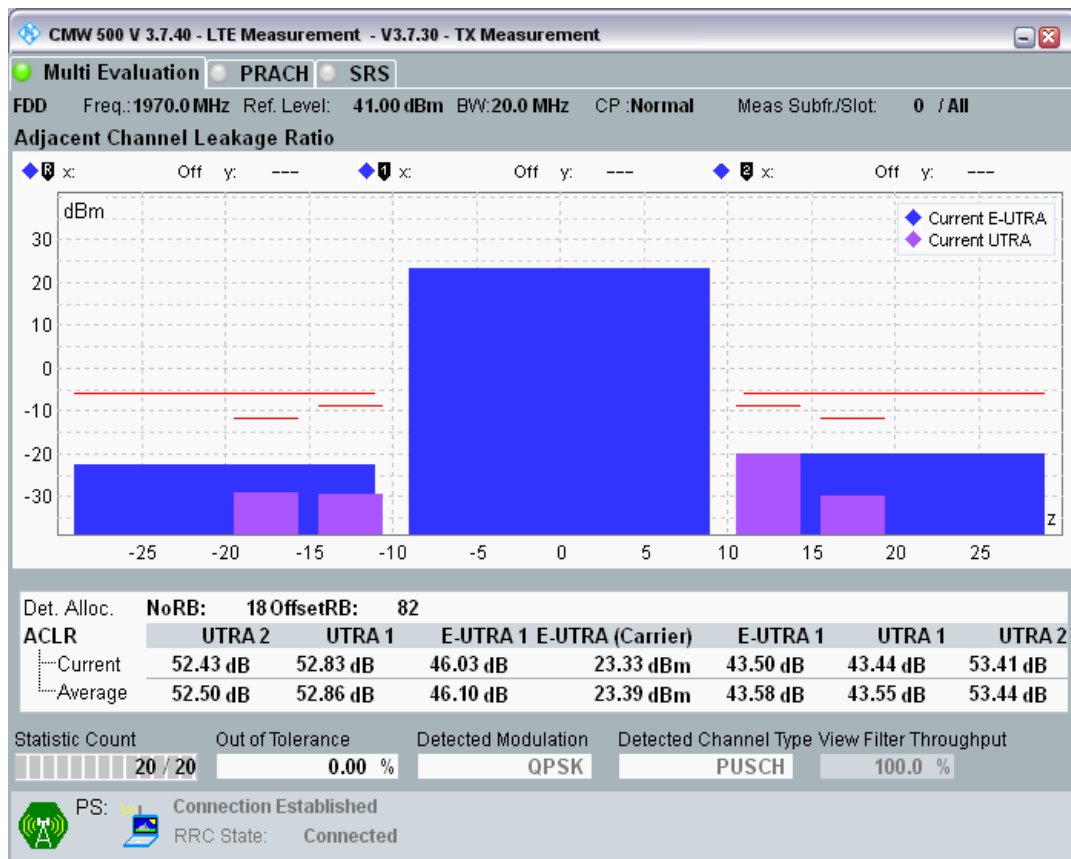 CMW 500 V 3.7.40 - LTE Measurement - V3.7.30 - TX Measurement
Multi Evaluation PRACH SRS
FDD Freq.:1970.0 MHz Ref. Level: 41.00 dBm BW:20.0 MHz CP :Normal Meas Subfr./Slot: 0 / All
Adjacent Channel Leakage Ratio
R x: Off y: --- 1 x: Off y: --- 2 x: Off y: ---
dBm
Current E-UTRA
Current UTRA
30
20
10
0
-10
-20
-30
z
-25 -20 -15 -10 -5 0 5 10 15 20 25
Det. Alloc. NoRB: 18 OffsetRB: 82
ACLR UTRA 2 UTRA 1 E-UTRA 1 E-UTRA (Carrier) E-UTRA 1 UTRA 1 UTRA 2
Current 52.43 dB 52.83 dB 46.03 dB 23.33 dBm 43.50 dB 43.44 dB 53.41 dB
Average 52.50 dB 52.86 dB 46.10 dB 23.39 dBm 43.58 dB 43.55 dB 53.44 dB
Statistic Count Out of Tolerance Detected Modulation Detected Channel Type View Filter Throughput
20 / 20 0.00 % QPSK PUSCH 100.0 %
PS: Connection Established
RRC State: Connected